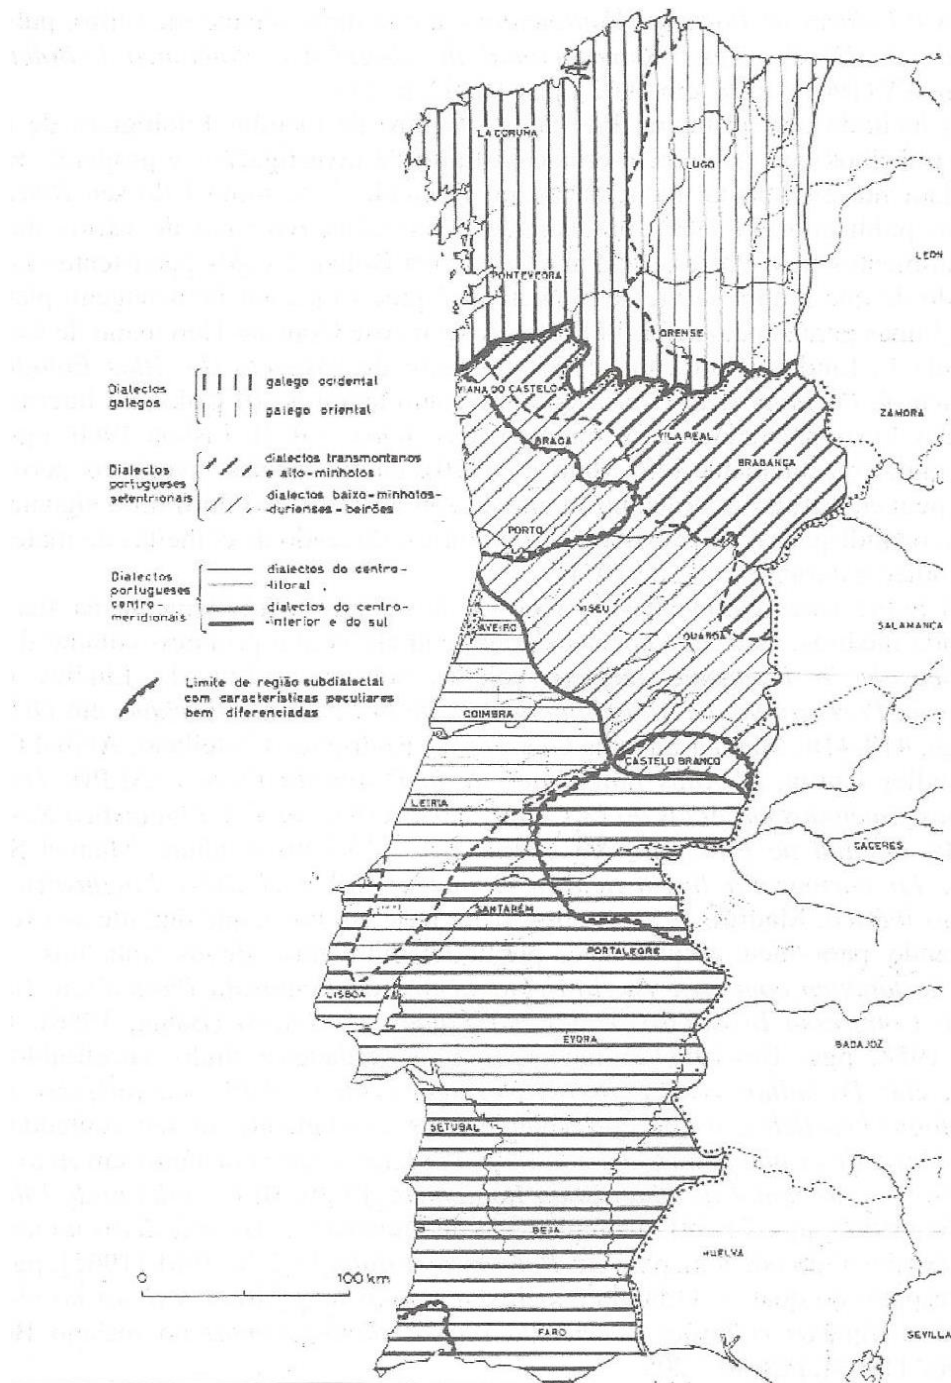 LA CORUÑA
LUGO
LEON
PONTEVEDRA
ORENSE
Dialectos
galegos
galego ocidental
galego oriental
VIANA DO CASTELO
ZAMORA
BRAGA
VILA REAL
BRAGANÇA
Dialectos
portugueses
setentrionais
dialectos transmontanos
e alto-minhotos
dialectos baixo-minhotos-
durienses-beirões
PORTO
Dialectos
portugueses
centro-
meridionais
dialectos do centro-
litoral
dialectos do centro-
interior e do sul
VISEU
AVEIRO
GUARDA
SALAMANCA
Limite de região subdialectal
com características peculiares
bem diferenciadas
COIMBRA
CASTELO BRANCO
LEIRIA
CÁCERES
SANTARÉM
PORTALEGRE
LISBOA
EVORA
BADAJOZ
SETUBAL
BEJA
HUELVA
0 100 km
FARO
SEVILLA